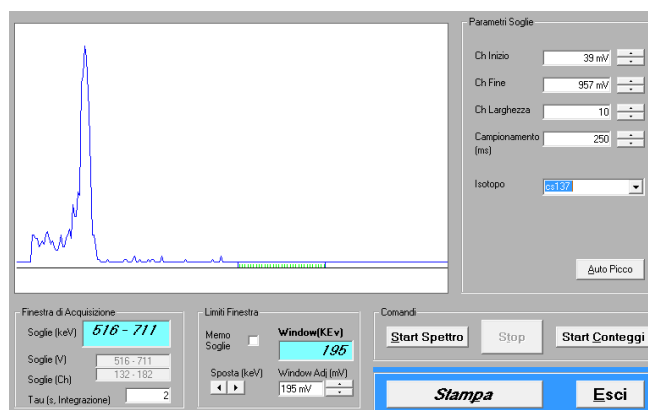 Parametri Soglie
Ch Inizio 39 mV
Ch Fine 957 mV
Ch Larghezza 10
Campionamento (ms) 250
Isotopo cs137
Auto Picco
Finestra di Acquisizione
Soglie (keV) 516 - 711
Soglie (V) 516 - 711
Soglie (Ch) 132 - 182
Tau (s, Integrazione) 2
Limiti Finestra
Memo Soglie
Window(KEv)
195
Sposta (keV) Window Adj (mV)
195 mV
Comandi
Start Spettro Stop Start Conteggi
Stampa Esci